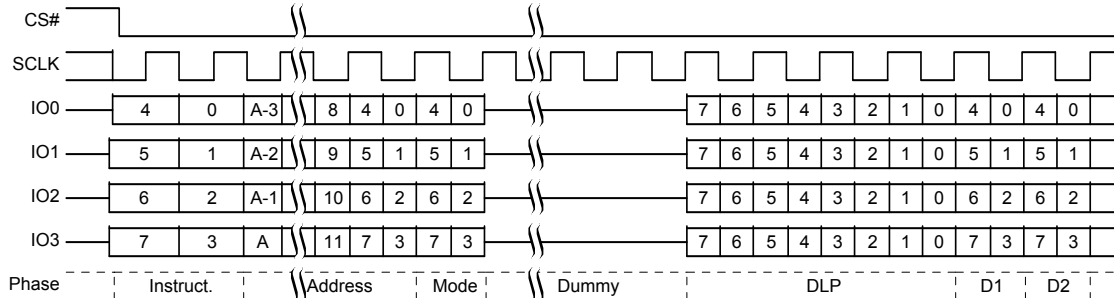 CS#
SCLK
IO0 4 0 A-3 8 4 0 4 0 7 6 5 4 3 2 1 0 4 0 4 0
IO1 5 1 A-2 9 5 1 5 1 7 6 5 4 3 2 1 0 5 1 5 1
IO2 6 2 A-1 10 6 2 6 2 7 6 5 4 3 2 1 0 6 2 6 2
IO3 7 3 A 11 7 3 7 3 7 6 5 4 3 2 1 0 7 3 7 3
Phase Instruct. Address Mode Dummy DLP D1 D2